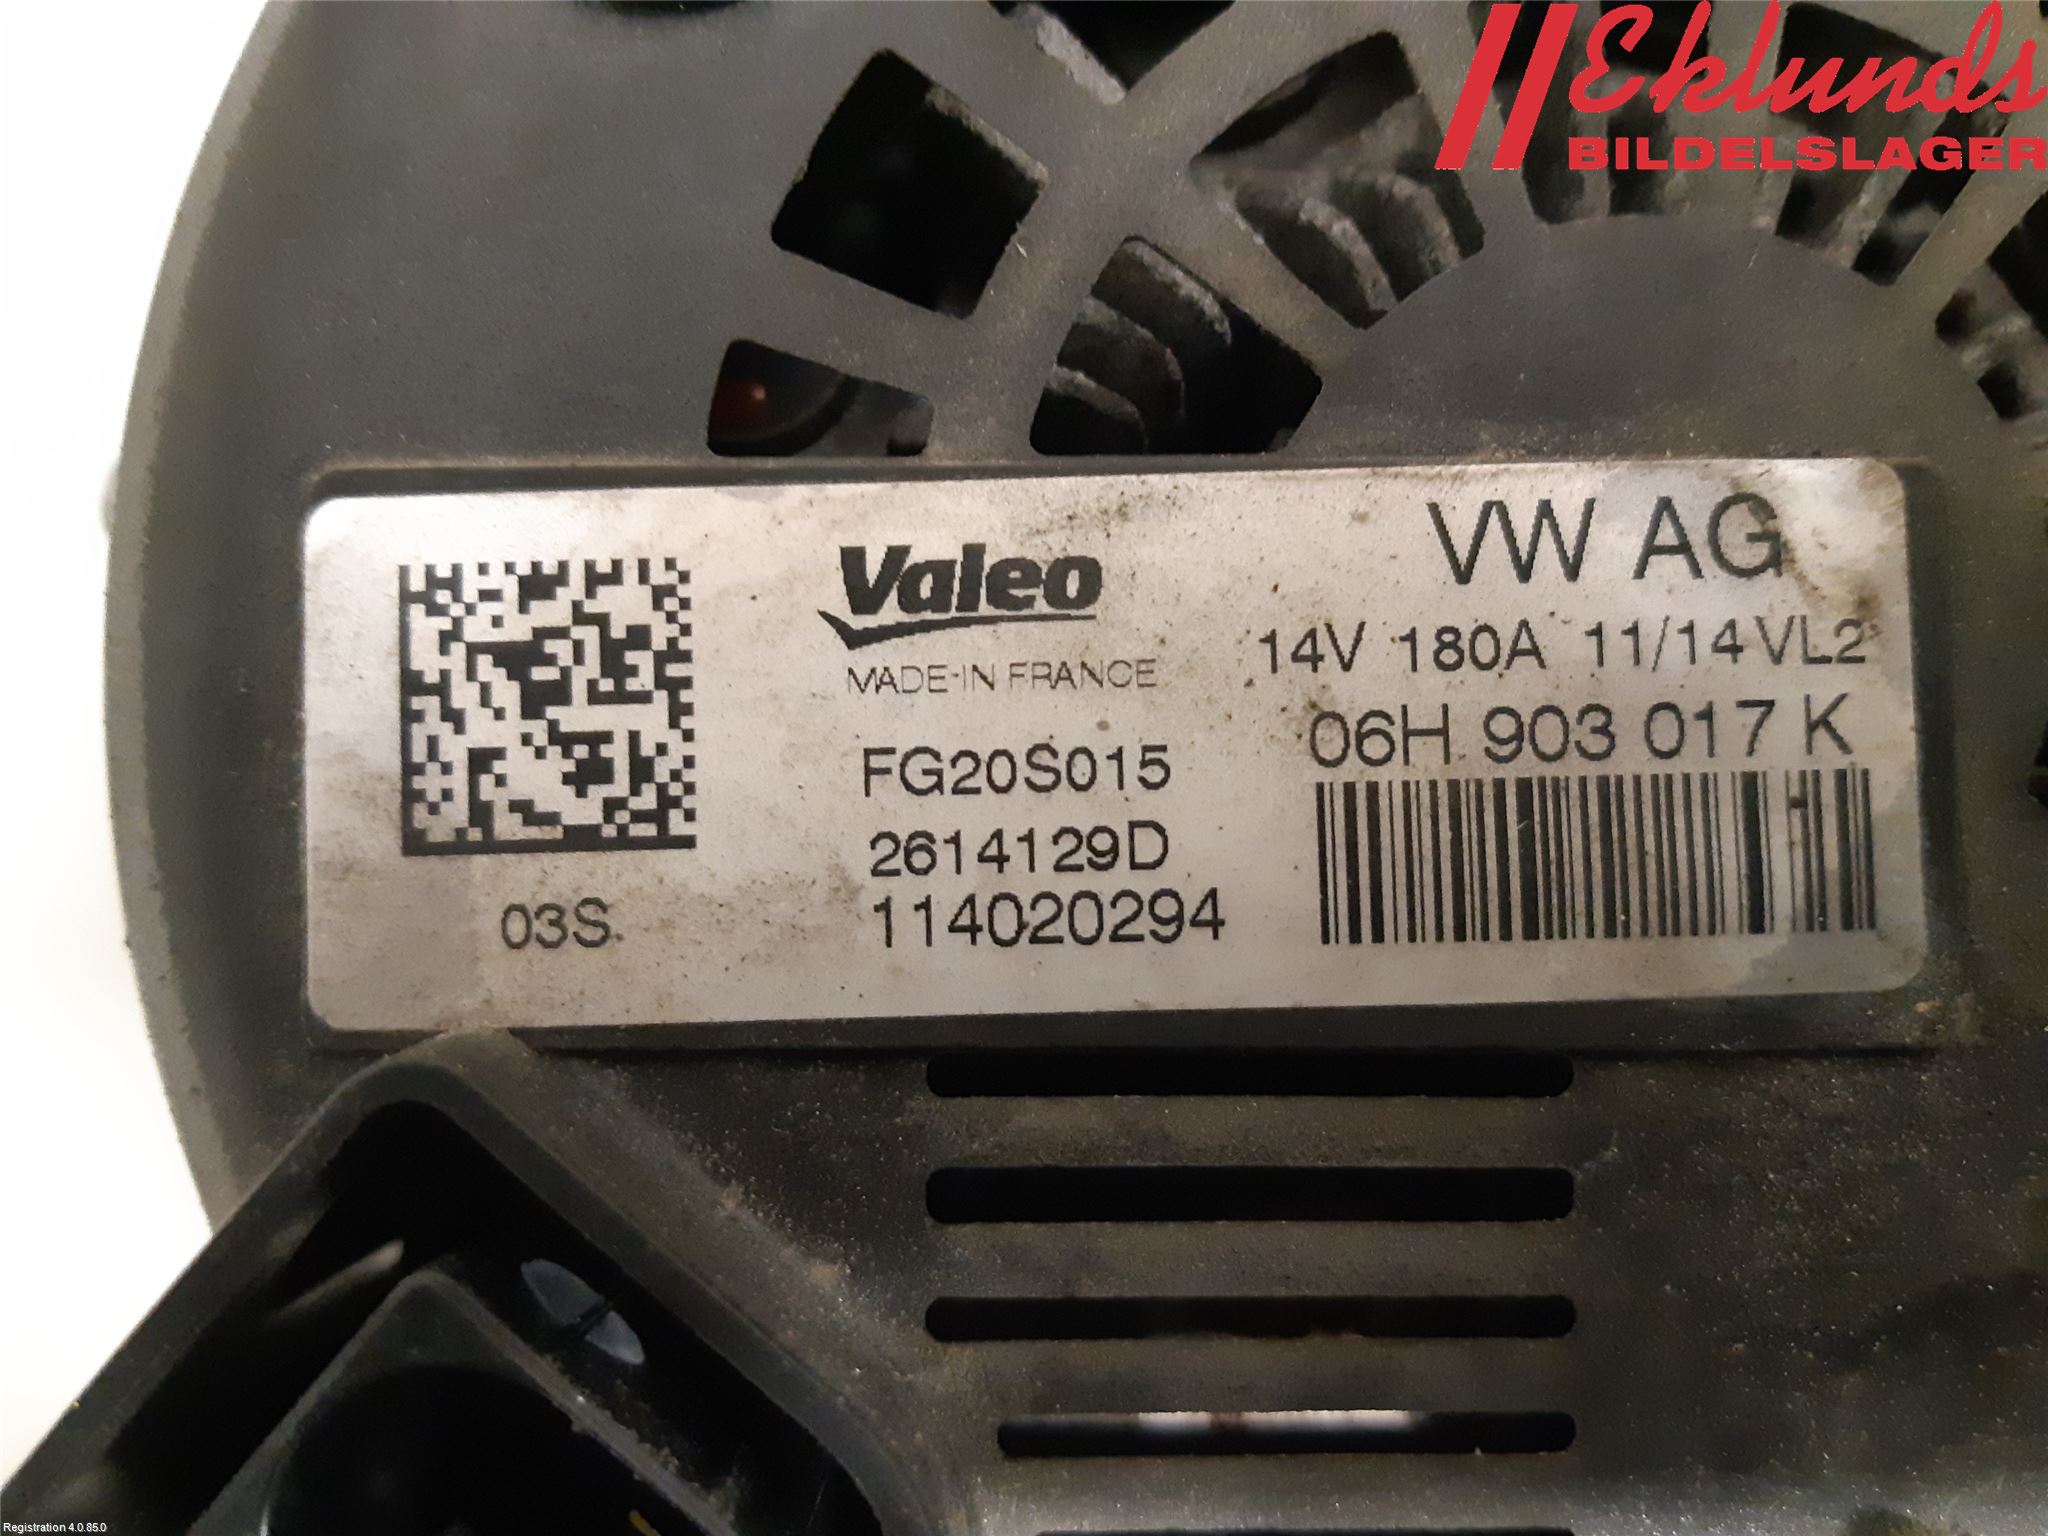 Eklunds
BILDELSLAGER
VW AG
Valeo
14V 180A 11/14VL2
MADE-IN FRANCE
06H 903 017 K
FG20S015
2614129D
03S
114020294
Registration 4.0.85.0